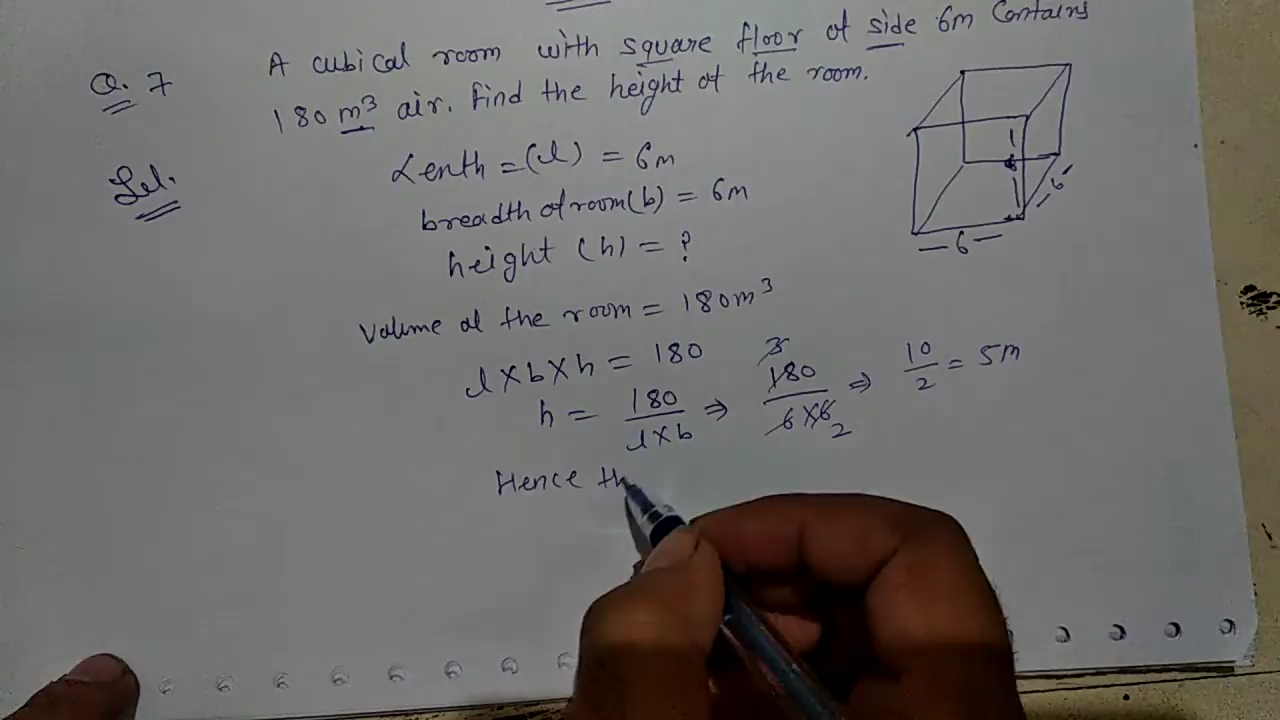 Q. 7 A cubical room with square floor of side 6m contains
180 m³ air. Find the height of the room.
Sol. Lenth = (l) = 6m
breadth of room (b) = 6m
height (h) = ?
6
6
Volume of the room = 180m³
l×b×h = 180
h = 180/l×b ⇒ 180/6×6 2 ⇒ 10/2 = 5m
Hence th